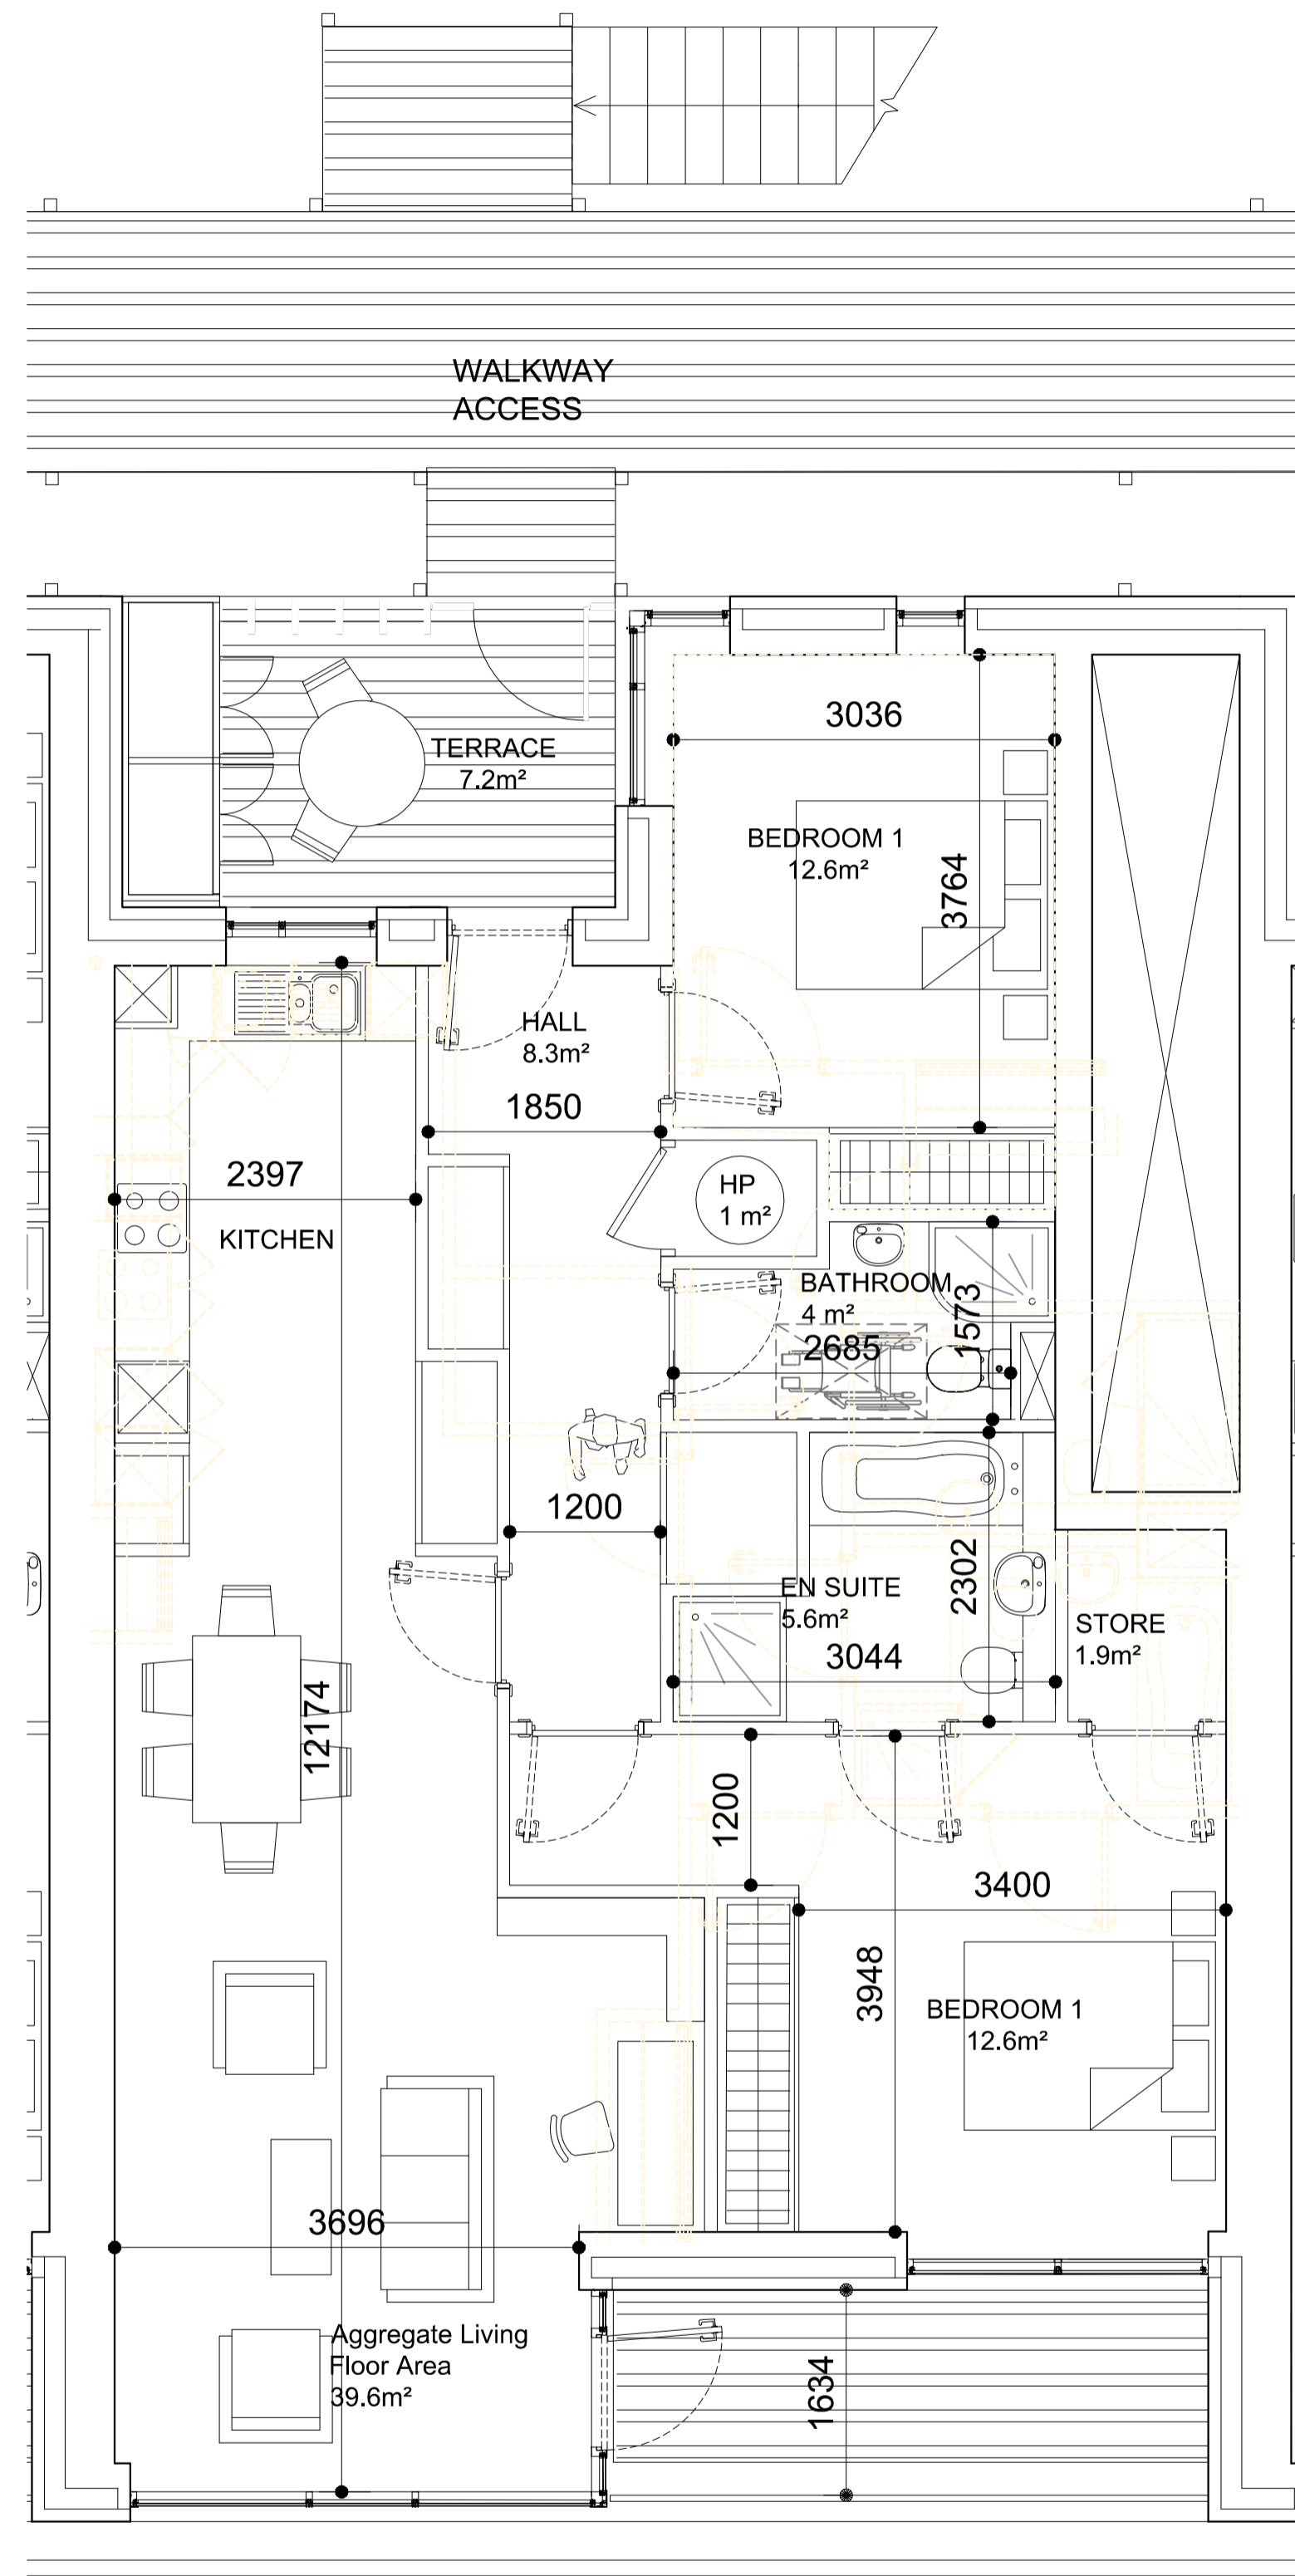 WALKWAY
ACCESS
3036
TERRACE
7.2m²
BEDROOM 1
12.6m²
3764
HALL
8.3m²
1850
2397
HP
1 m²
KITCHEN
BATHROOM
4 m²
1573
2685
1200
2302
EN SUITE
5.6m²
STORE
1.9m²
3044
12174
1200
3400
3948
BEDROOM 1
12.6m²
3696
Aggregate Living
Floor Area
39.6m²
1634